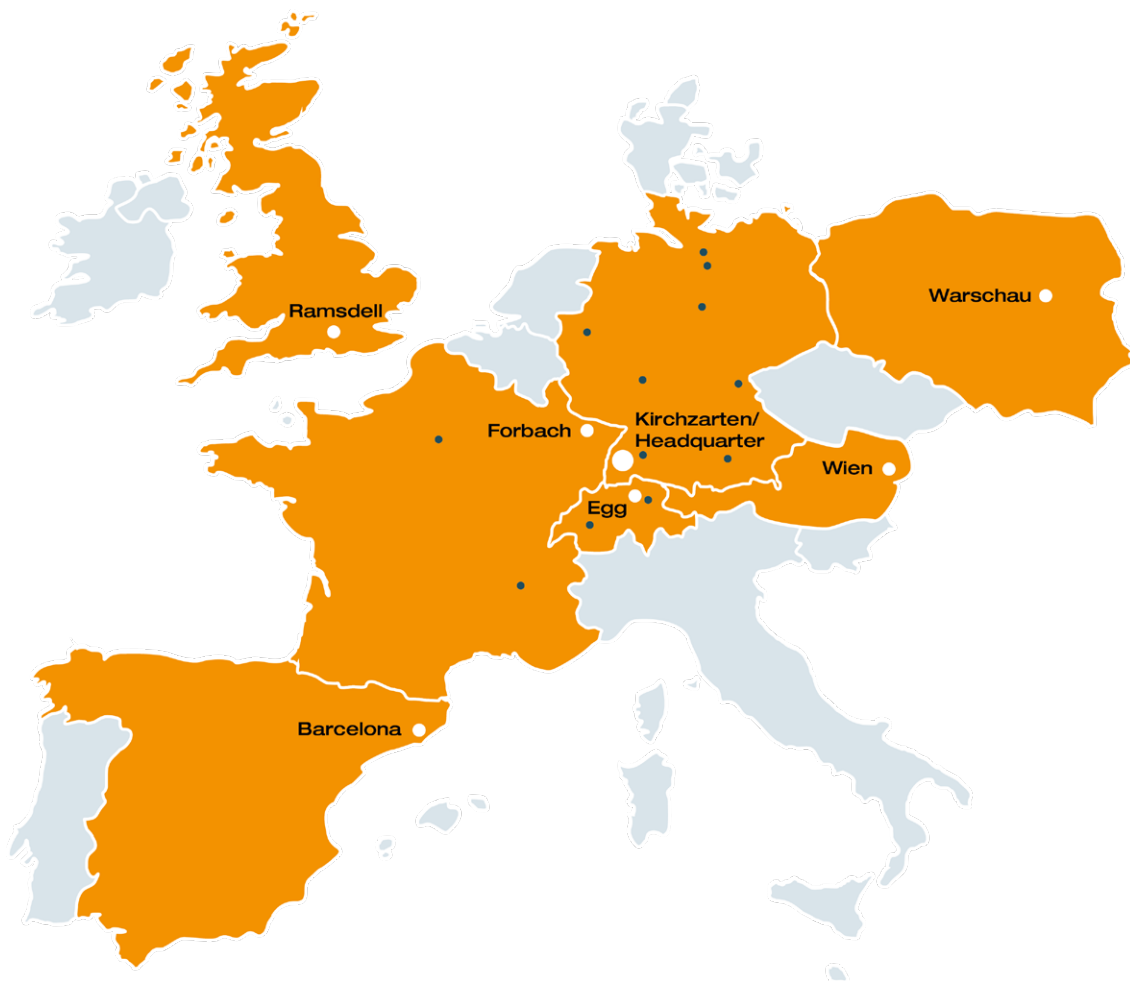 Ramsdell
Warschau
Kirchzarten/
Headquarter
Forbach
Wien
Egg
Barcelona